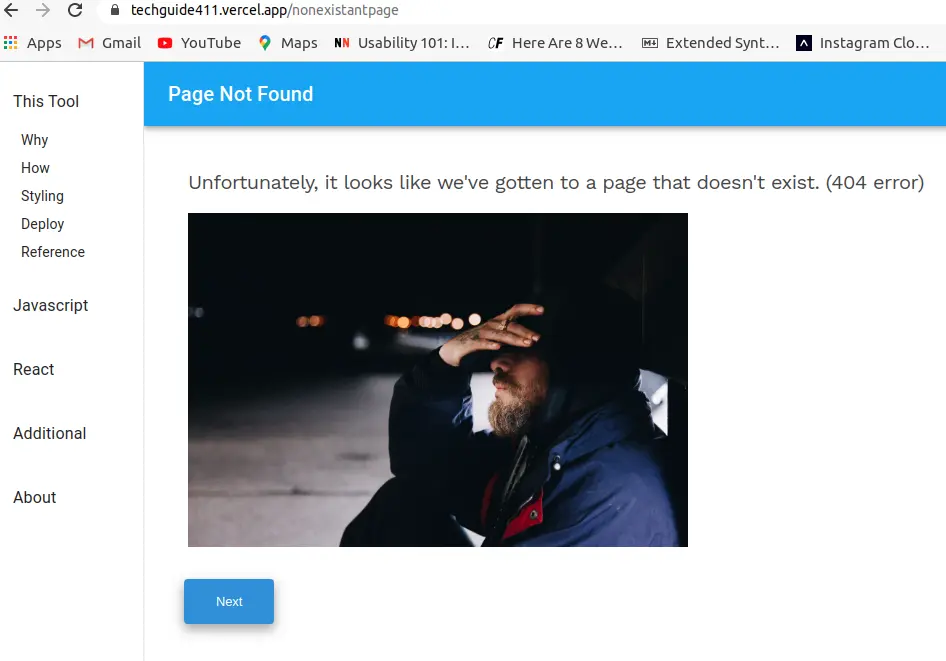 techguide411.vercel.app/nonexistantpage
Apps Gmail YouTube Maps NN Usability 101: I... CF Here Are 8 We... M↓ Extended Synt... Instagram Clo...
This Tool
Why
How
Styling
Deploy
Reference
Javascript
React
Additional
About
Page Not Found
Unfortunately, it looks like we've gotten to a page that doesn't exist. (404 error)
Next